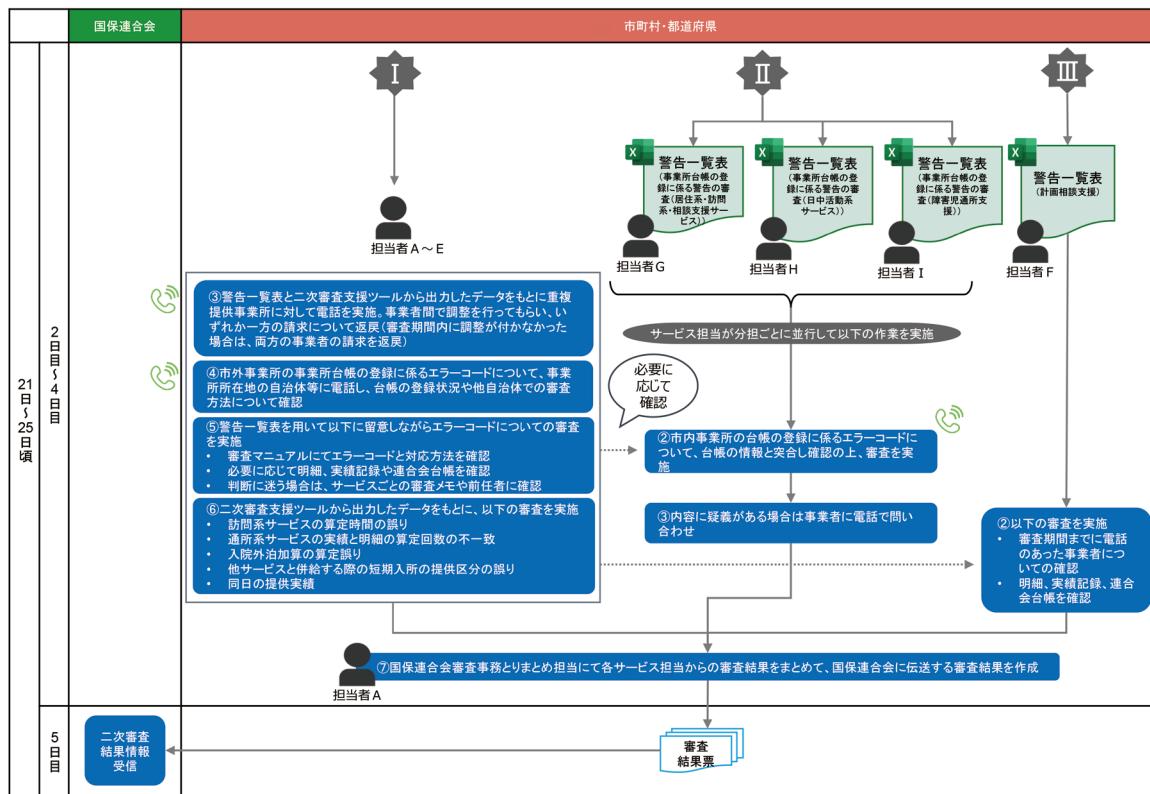 国保連合会
市町村・都道府県
21日～25日頃
2日目～4日目
5日目
Ⅰ
Ⅱ
Ⅲ
担当者A～E
警告一覧表
(事業所台帳の登
録に係る警告の審
査(居住系・訪問
系・相談支援サー
ビス))
担当者G
警告一覧表
(事業所台帳の登
録に係る警告の審
査(日中活動系
サービス))
担当者H
警告一覧表
(事業所台帳の登
録に係る警告の審
査(障害児通所支
援))
担当者I
警告一覧表
(計画相談支援)
担当者F
③警告一覧表と二次審査支援ツールから出力したデータをもとに重複
提供事業所に対して電話を実施。事業者間で調整を行ってもらい、い
ずれか一方の請求について返戻(審査期間内に調整が付かなかった
場合は、両方の事業者の請求を返戻)
④市外事業所の事業所台帳の登録に係るエラーコードについて、事業
所所在地の自治体等に電話し、台帳の登録状況や他自治体での審査
方法について確認
⑤警告一覧表を用いて以下に留意しながらエラーコードについての審査
を実施
• 審査マニュアルにてエラーコードと対応方法を確認
• 必要に応じて明細、実績記録や連合会台帳を確認
• 判断に迷う場合は、サービスごとの審査メモや前任者に確認
⑥二次審査支援ツールから出力したデータをもとに、以下の審査を実施
• 訪問系サービスの算定時間の誤り
• 通所系サービスの実績と明細の算定回数の不一致
• 入院外泊加算の算定誤り
• 他サービスと併給する際の短期入所の提供区分の誤り
• 同日の提供実績
サービス担当が分担ごとに並行して以下の作業を実施
必要に
応じて
確認
②市内事業所の台帳の登録に係るエラーコードに
ついて、台帳の情報と突合し確認の上、審査を実
施
③内容に疑義がある場合は事業者に電話で問い
合わせ
②以下の審査を実施
• 審査期間までに電話
のあった事業者につ
いての確認
• 明細、実績記録、連合
会台帳を確認
担当者A
⑦国保連合会審査事務とりまとめ担当にて各サービス担当からの審査結果をまとめて、国保連合会に伝送する審査結果を作成
二次審査
結果情報
受信
審査
結果票